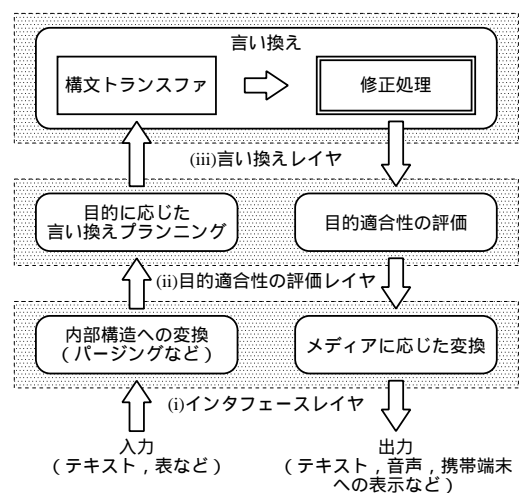 言い換え
構文トランスファ
修正処理
(iii)言い換えレイヤ
目的に応じた
言い換えプランニング
目的適合性の評価
(ii)目的適合性の評価レイヤ
内部構造への変換
(パージングなど)
メディアに応じた変換
(i)インタフェースレイヤ
入力
(テキスト,表など)
出力
(テキスト,音声,携帯端末
への表示など)